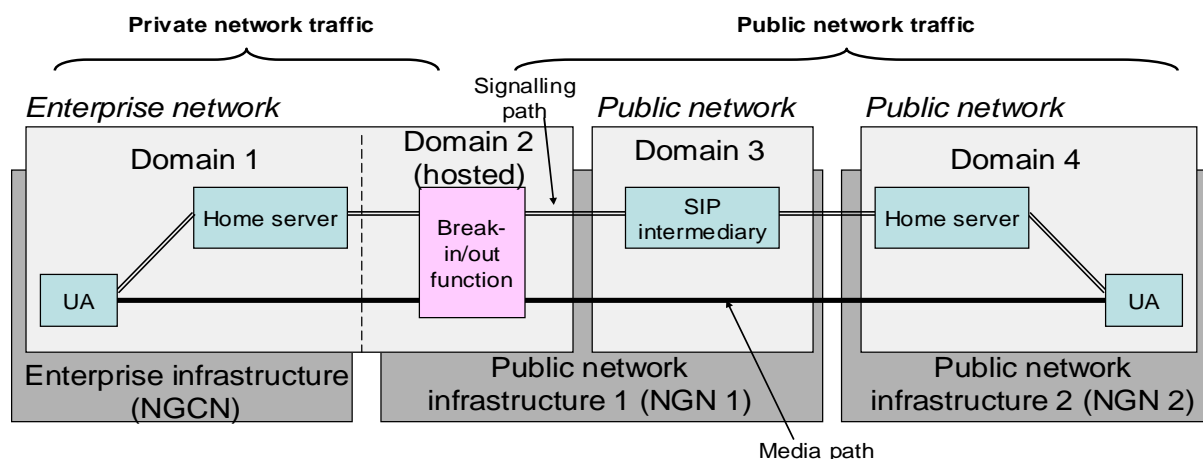 Private network traffic
Public network traffic
Signalling
path
Enterprise network
Public network
Public network
Domain 1
Domain 2
(hosted)
Domain 3
Domain 4
Home server
Break-
in/out
function
SIP
intermediary
Home server
UA
UA
Enterprise infrastructure
(NGCN)
Public network
infrastructure 1 (NGN 1)
Public network
infrastructure 2 (NGN 2)
Media path